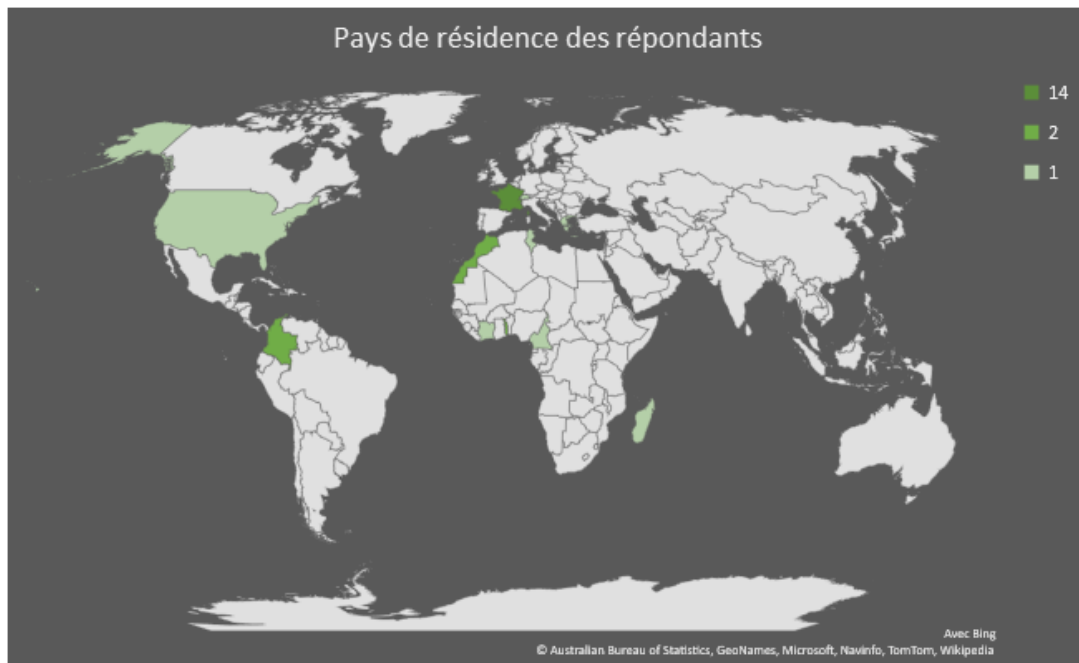 Pays de résidence des répondants
14
2
1
Avec Bing
© Australian Bureau of Statistics, GeoNames, Microsoft, Navinfo, TomTom, Wikipedia